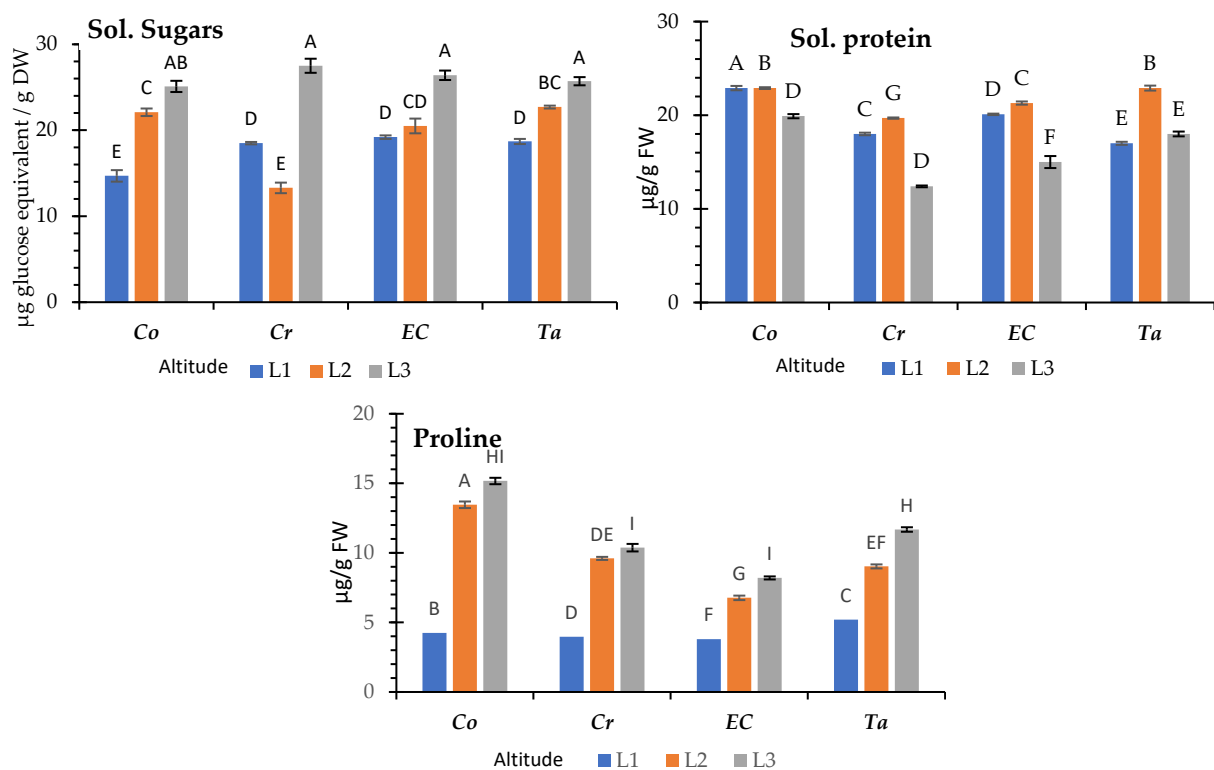 Sol. Sugars
µg glucose equivalent / g DW
30
20
10
0
E C AB
D E A
D CD A
D BC A
Co Cr EC Ta
Altitude L1 L2 L3
Sol. protein
µg/g FW
30
20
10
0
A B D
C G D
D C F
E B E
Co Cr EC Ta
Altitude L1 L2 L3
Proline
µg/g FW
20
15
10
5
0
B A HI
D DE I
F G I
C EF H
Co Cr EC Ta
Altitude L1 L2 L3